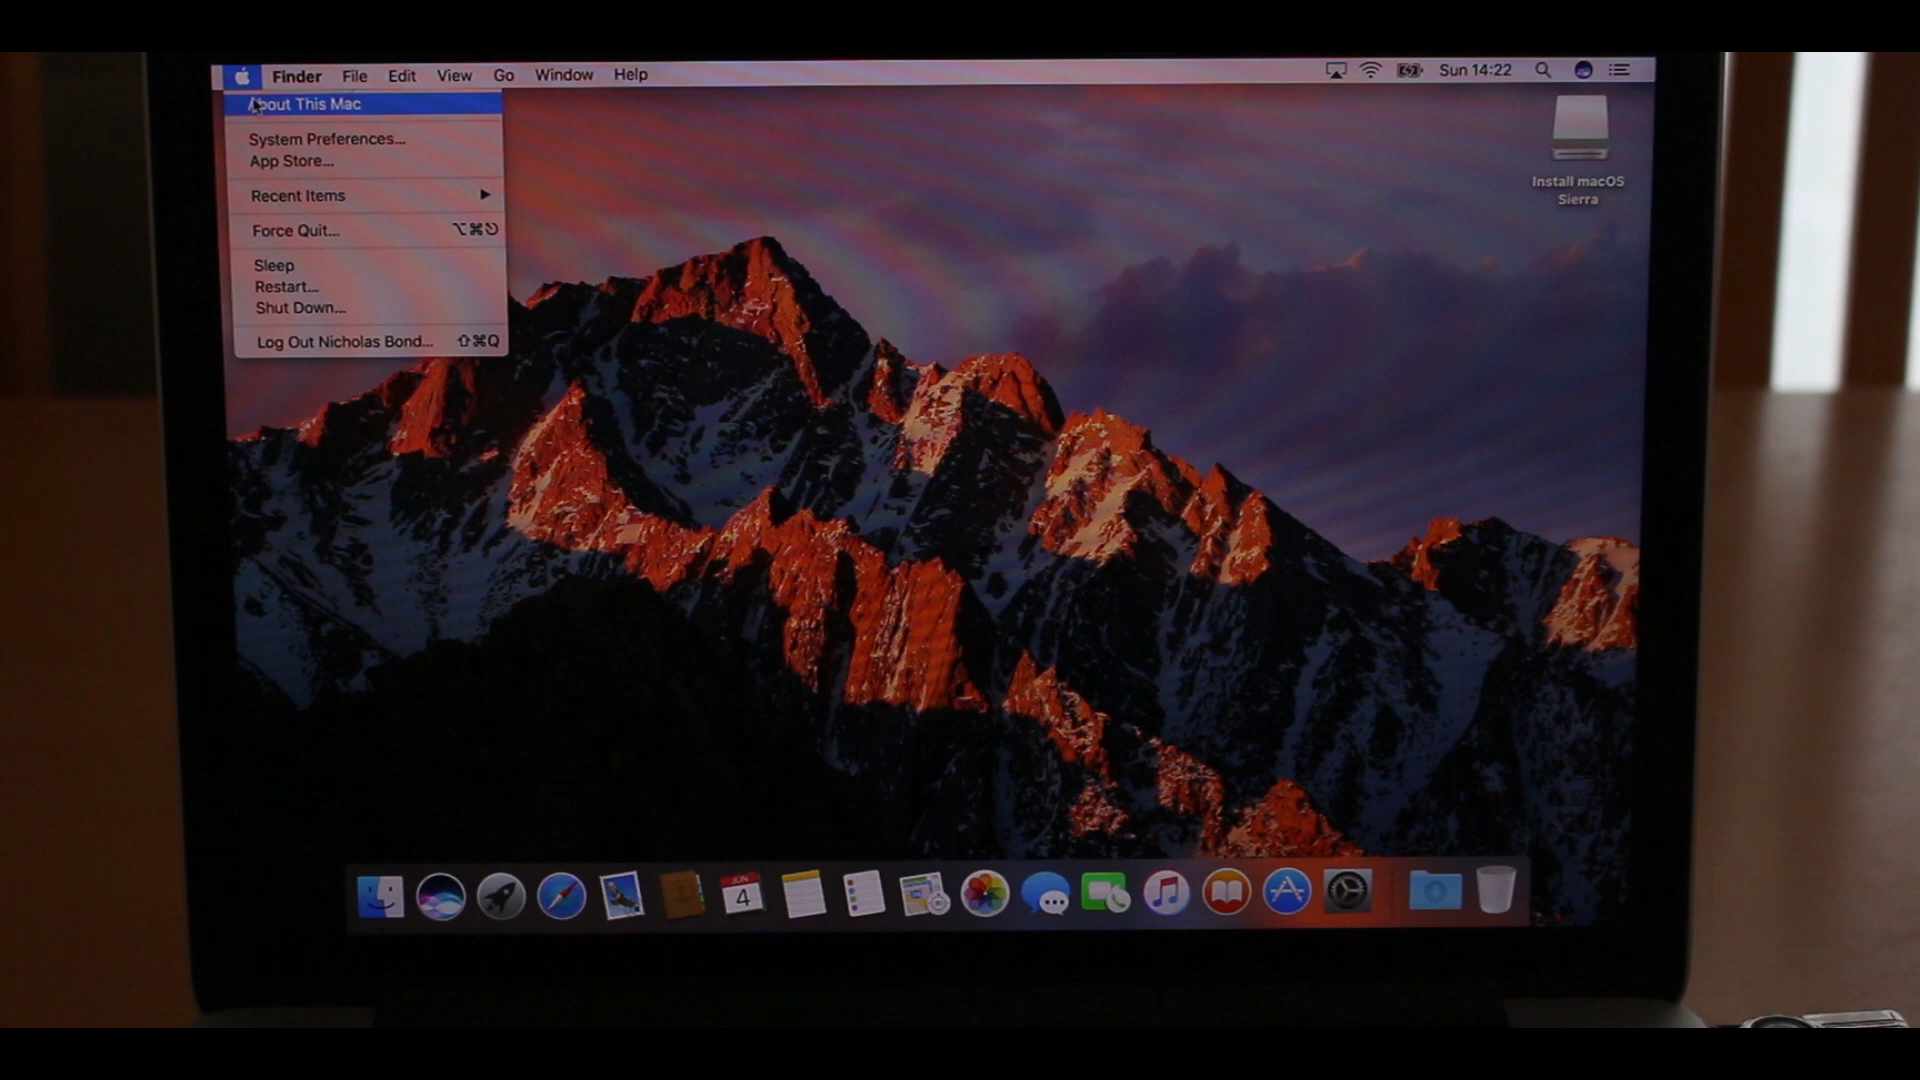 Finder File Edit View Go Window Help
Sun 14:22
About This Mac
System Preferences...
App Store...
Recent Items
Force Quit... ⌥⌘⎋
Sleep
Restart...
Shut Down...
Log Out Nicholas Bond... ⇧⌘Q
Install macOS
Sierra
JUN
4